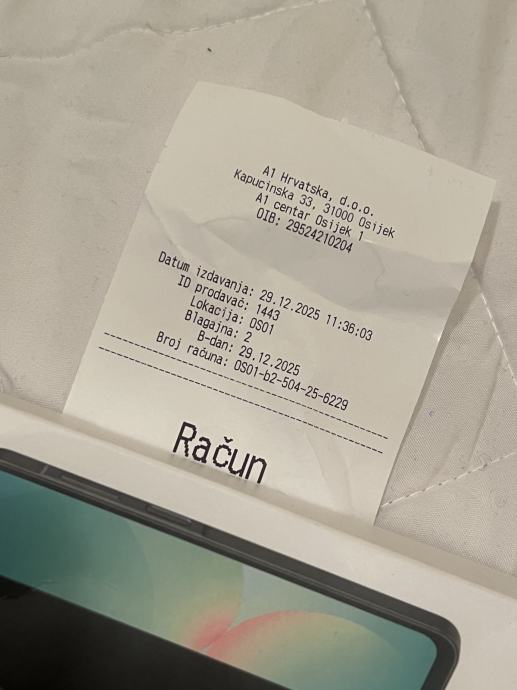 A1 Hrvatska, d.o.o.
Kapucinska 33, 31000 Osijek
A1 centar Osijek 1
OIB: 29524210204
Datum izdavanja: 29.12.2025 11:36:03
ID prodavač: 1443
Lokacija: OS01
Blagajna: 2
B-dan: 29.12.2025
Broj računa: OS01-b2-504-25-6229
Račun